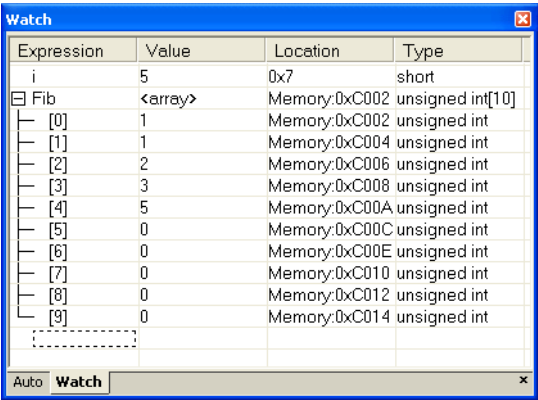 Watch
Expression Value Location Type
i 5 0x7 short
Fib <array> Memory:0xC002 unsigned int[10]
[0] 1 Memory:0xC002 unsigned int
[1] 1 Memory:0xC004 unsigned int
[2] 2 Memory:0xC006 unsigned int
[3] 3 Memory:0xC008 unsigned int
[4] 5 Memory:0xC00A unsigned int
[5] 0 Memory:0xC00C unsigned int
[6] 0 Memory:0xC00E unsigned int
[7] 0 Memory:0xC010 unsigned int
[8] 0 Memory:0xC012 unsigned int
[9] 0 Memory:0xC014 unsigned int
Auto Watch